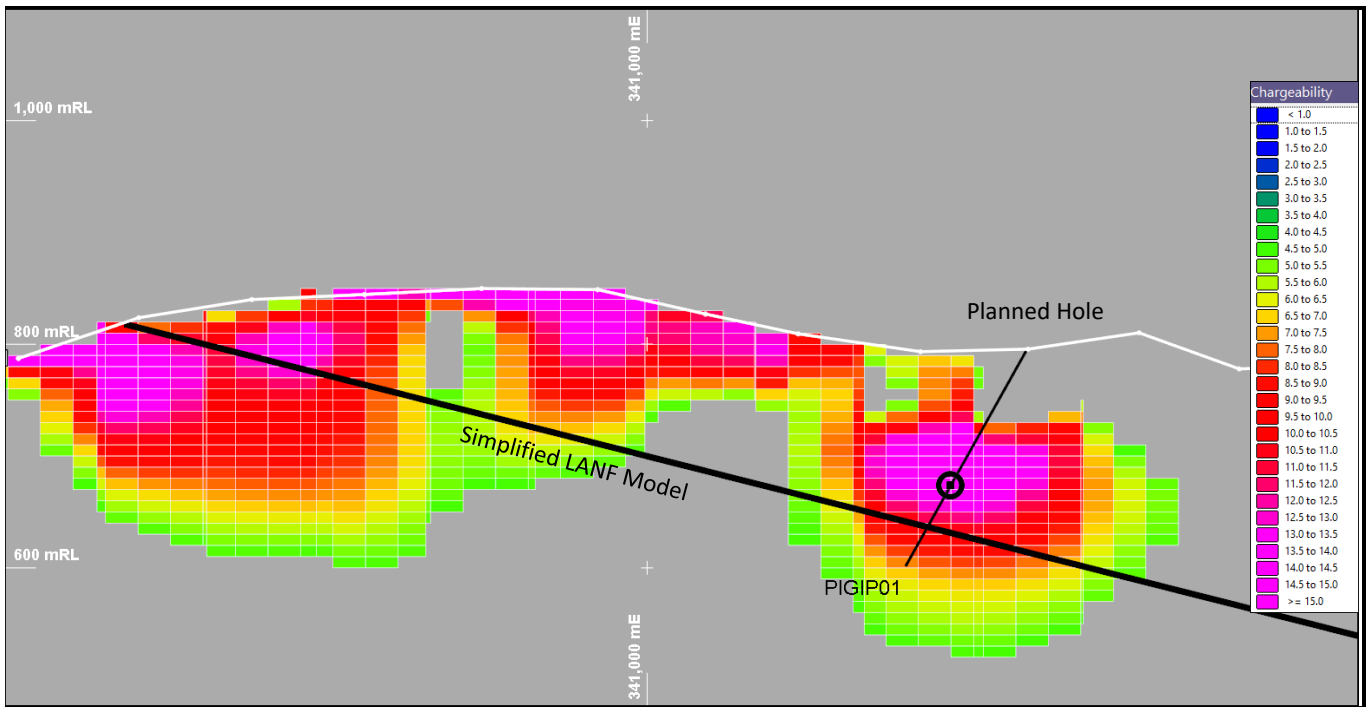 341,000 mE
1,000 mRL
800 mRL
600 mRL
Planned Hole
Simplified LANF Model
PIGIP01
341,000 mE
Chargeability
< 1.0
1.0 to 1.5
1.5 to 2.0
2.0 to 2.5
2.5 to 3.0
3.0 to 3.5
3.5 to 4.0
4.0 to 4.5
4.5 to 5.0
5.0 to 5.5
5.5 to 6.0
6.0 to 6.5
6.5 to 7.0
7.0 to 7.5
7.5 to 8.0
8.0 to 8.5
8.5 to 9.0
9.0 to 9.5
9.5 to 10.0
10.0 to 10.5
10.5 to 11.0
11.0 to 11.5
11.5 to 12.0
12.0 to 12.5
12.5 to 13.0
13.0 to 13.5
13.5 to 14.0
14.0 to 14.5
14.5 to 15.0
>= 15.0